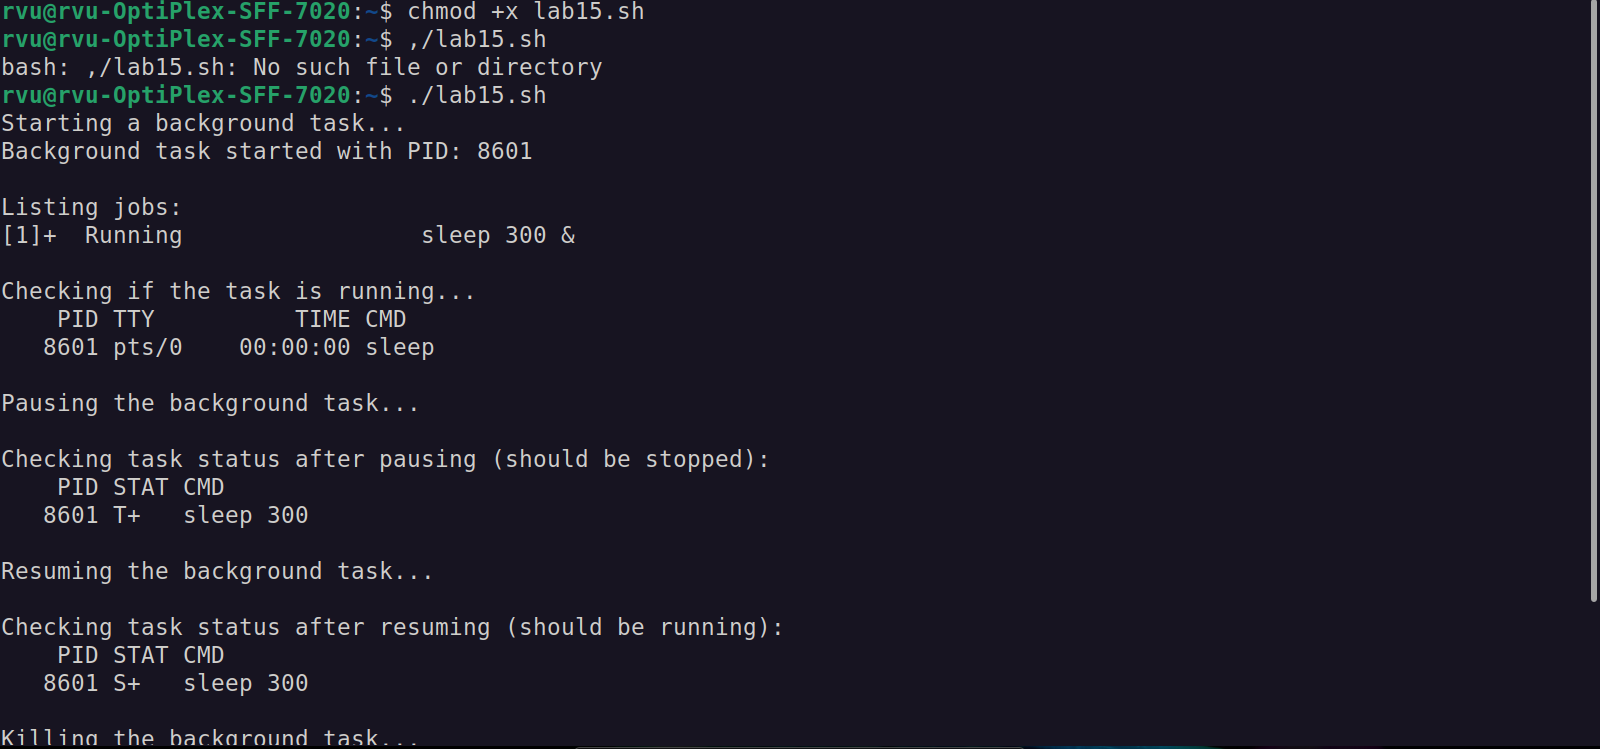 rvu@rvu-OptiPlex-SFF-7020:~$ chmod +x lab15.sh
rvu@rvu-OptiPlex-SFF-7020:~$ ,/lab15.sh
bash: ,/lab15.sh: No such file or directory
rvu@rvu-OptiPlex-SFF-7020:~$ ./lab15.sh
Starting a background task...
Background task started with PID: 8601
Listing jobs:
[1]+  Running                 sleep 300 &
Checking if the task is running...
    PID TTY          TIME CMD
   8601 pts/0    00:00:00 sleep
Pausing the background task...
Checking task status after pausing (should be stopped):
    PID STAT CMD
   8601 T+   sleep 300
Resuming the background task...
Checking task status after resuming (should be running):
    PID STAT CMD
   8601 S+   sleep 300
Killing the background task...